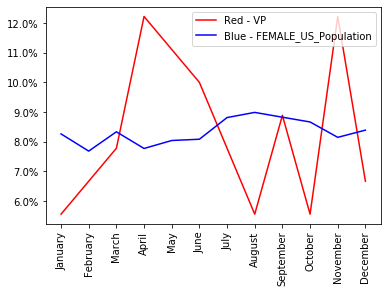 12.0%
11.0%
10.0%
9.0%
8.0%
7.0%
6.0%
Red - VP
Blue - FEMALE_US_Population
January
February
March
April
May
June
July
August
September
October
November
December